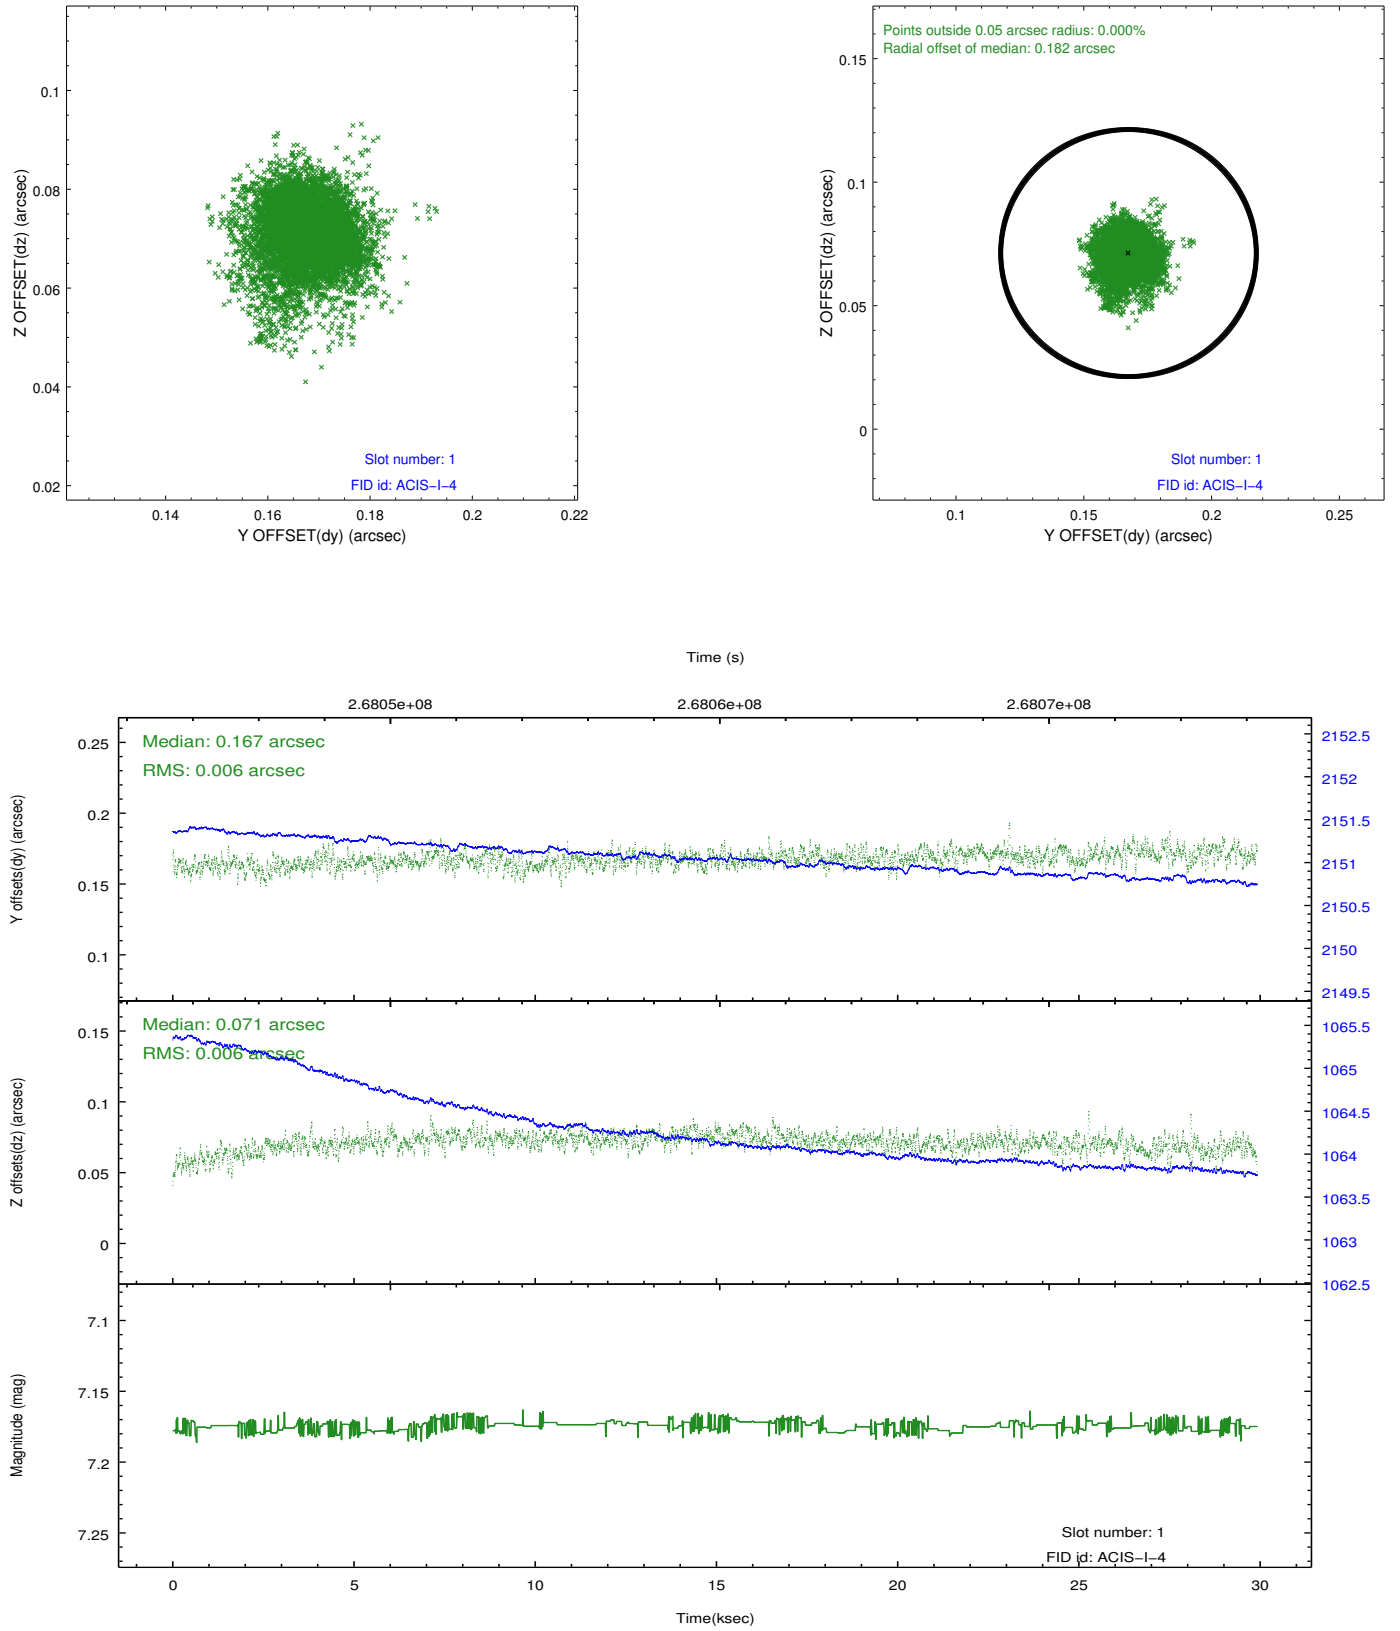 0.1
0.08
0.06
0.04
0.02
Z OFFSET(dz) (arcsec)
Slot number: 1
FID id: ACIS−I−4
0.14 0.16 0.18 0.2 0.22
Y OFFSET(dy) (arcsec)
Points outside 0.05 arcsec radius: 0.000%
Radial offset of median: 0.182 arcsec
0.15
0.1
0.05
0
Z OFFSET(dz) (arcsec)
Slot number: 1
FID id: ACIS−I−4
0.1 0.15 0.2 0.25
Y OFFSET(dy) (arcsec)
Time (s)
2.6805e+08 2.6806e+08 2.6807e+08
Median: 0.167 arcsec
RMS: 0.006 arcsec
0.25
0.2
0.15
0.1
Y offsets(dy) (arcsec)
2152.5
2152
2151.5
2151
2150.5
2150
2149.5
Median: 0.071 arcsec
RMS: 0.006 arcsec
0.15
0.1
0.05
0
Z offsets(dz) (arcsec)
1065.5
1065
1064.5
1064
1063.5
1063
1062.5
7.1
7.15
7.2
7.25
Magnitude (mag)
Slot number: 1
FID id: ACIS−I−4
0 5 10 15 20 25 30
Time(ksec)